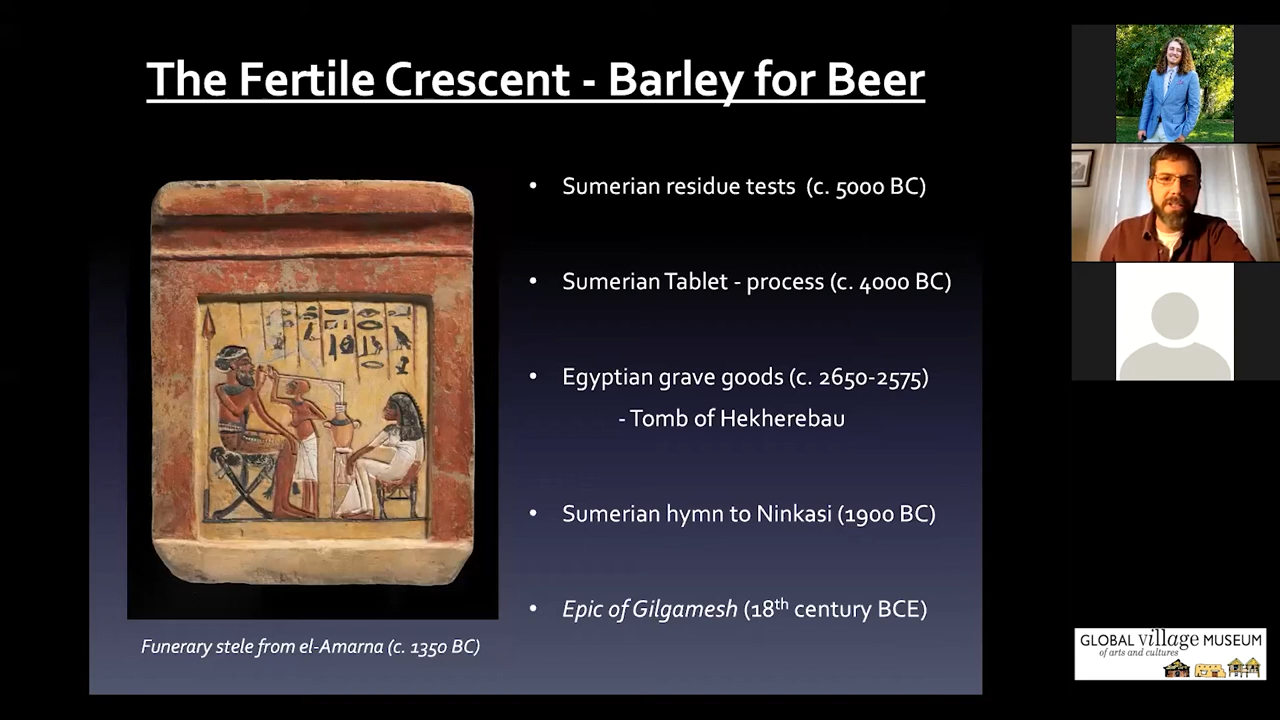 The Fertile Crescent - Barley for Beer
• Sumerian residue tests (c. 5000 BC)
• Sumerian Tablet - process (c. 4000 BC)
• Egyptian grave goods (c. 2650-2575)
- Tomb of Hekherebau
• Sumerian hymn to Ninkasi (1900 BC)
• Epic of Gilgamesh (18th century BCE)
Funerary stele from el-Amarna (c. 1350 BC)
GLOBAL village MUSEUM
of arts and cultures